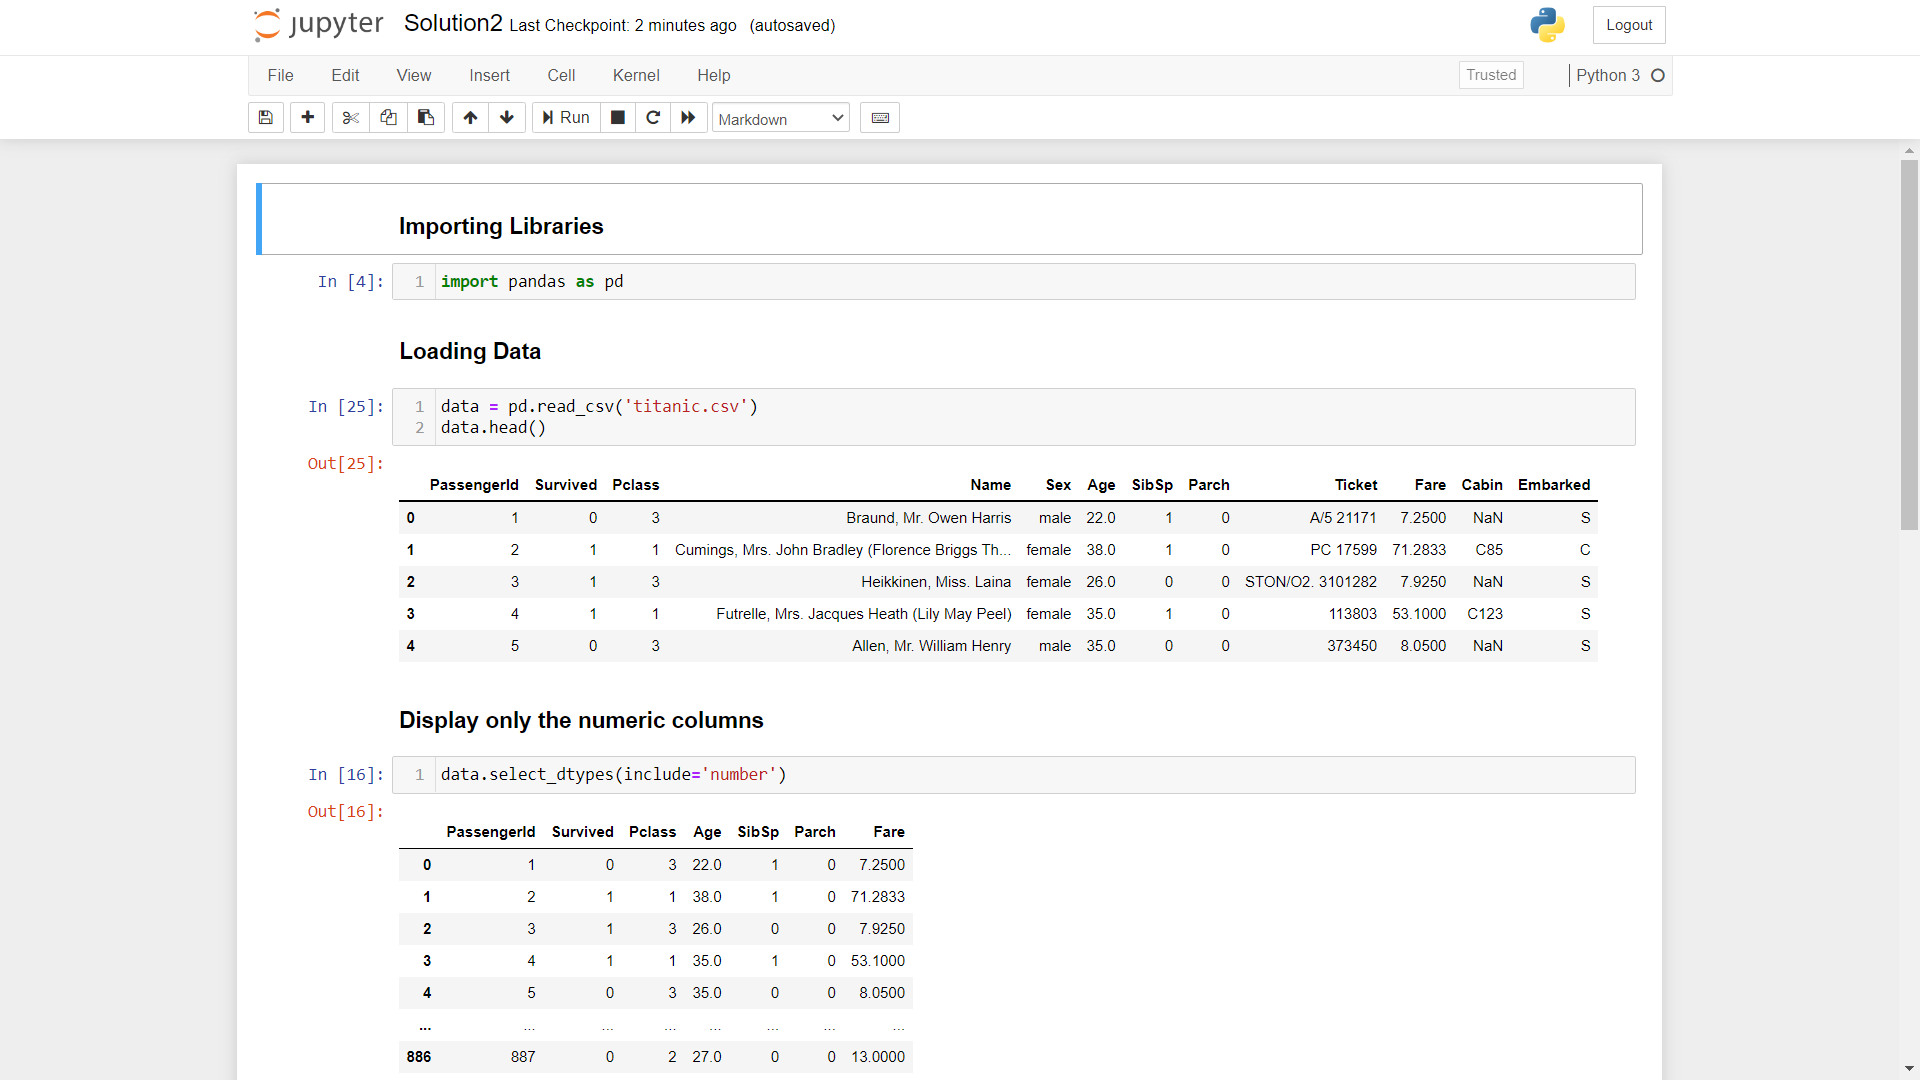 jupyter Solution2 Last Checkpoint: 2 minutes ago (autosaved) Logout
File Edit View Insert Cell Kernel Help Trusted Python 3
Run Markdown
Importing Libraries
In [4]: 1 import pandas as pd
Loading Data
In [25]: 1 data = pd.read_csv('titanic.csv')
2 data.head()
Out[25]:
PassengerId Survived Pclass Name Sex Age SibSp Parch Ticket Fare Cabin Embarked
0 1 0 3 Braund, Mr. Owen Harris male 22.0 1 0 A/5 21171 7.2500 NaN S
1 2 1 1 Cumings, Mrs. John Bradley (Florence Briggs Th... female 38.0 1 0 PC 17599 71.2833 C85 C
2 3 1 3 Heikkinen, Miss. Laina female 26.0 0 0 STON/O2. 3101282 7.9250 NaN S
3 4 1 1 Futrelle, Mrs. Jacques Heath (Lily May Peel) female 35.0 1 0 113803 53.1000 C123 S
4 5 0 3 Allen, Mr. William Henry male 35.0 0 0 373450 8.0500 NaN S
Display only the numeric columns
In [16]: 1 data.select_dtypes(include='number')
Out[16]:
PassengerId Survived Pclass Age SibSp Parch Fare
0 1 0 3 22.0 1 0 7.2500
1 2 1 1 38.0 1 0 71.2833
2 3 1 3 26.0 0 0 7.9250
3 4 1 1 35.0 1 0 53.1000
4 5 0 3 35.0 0 0 8.0500
... ... ... ... ... ... ... ...
886 887 0 2 27.0 0 0 13.0000